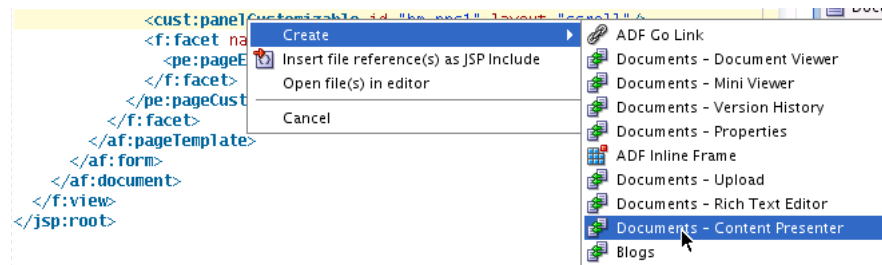 <cust:panelCustomizable id="hm_pnc1" layout="scroll"/>
<f:facet na
<pe:pageE
</f:facet>
</pe:pageCust
</f:facet>
</af:pageTemplate>
</af:form>
</af:document>
</f:view>
</jsp:root>
Create
Insert file reference(s) as JSP Include
Open file(s) in editor
Cancel
ADF Go Link
Documents - Document Viewer
Documents - Mini Viewer
Documents - Version History
Documents - Properties
ADF Inline Frame
Documents - Upload
Documents - Rich Text Editor
Documents - Content Presenter
Blogs